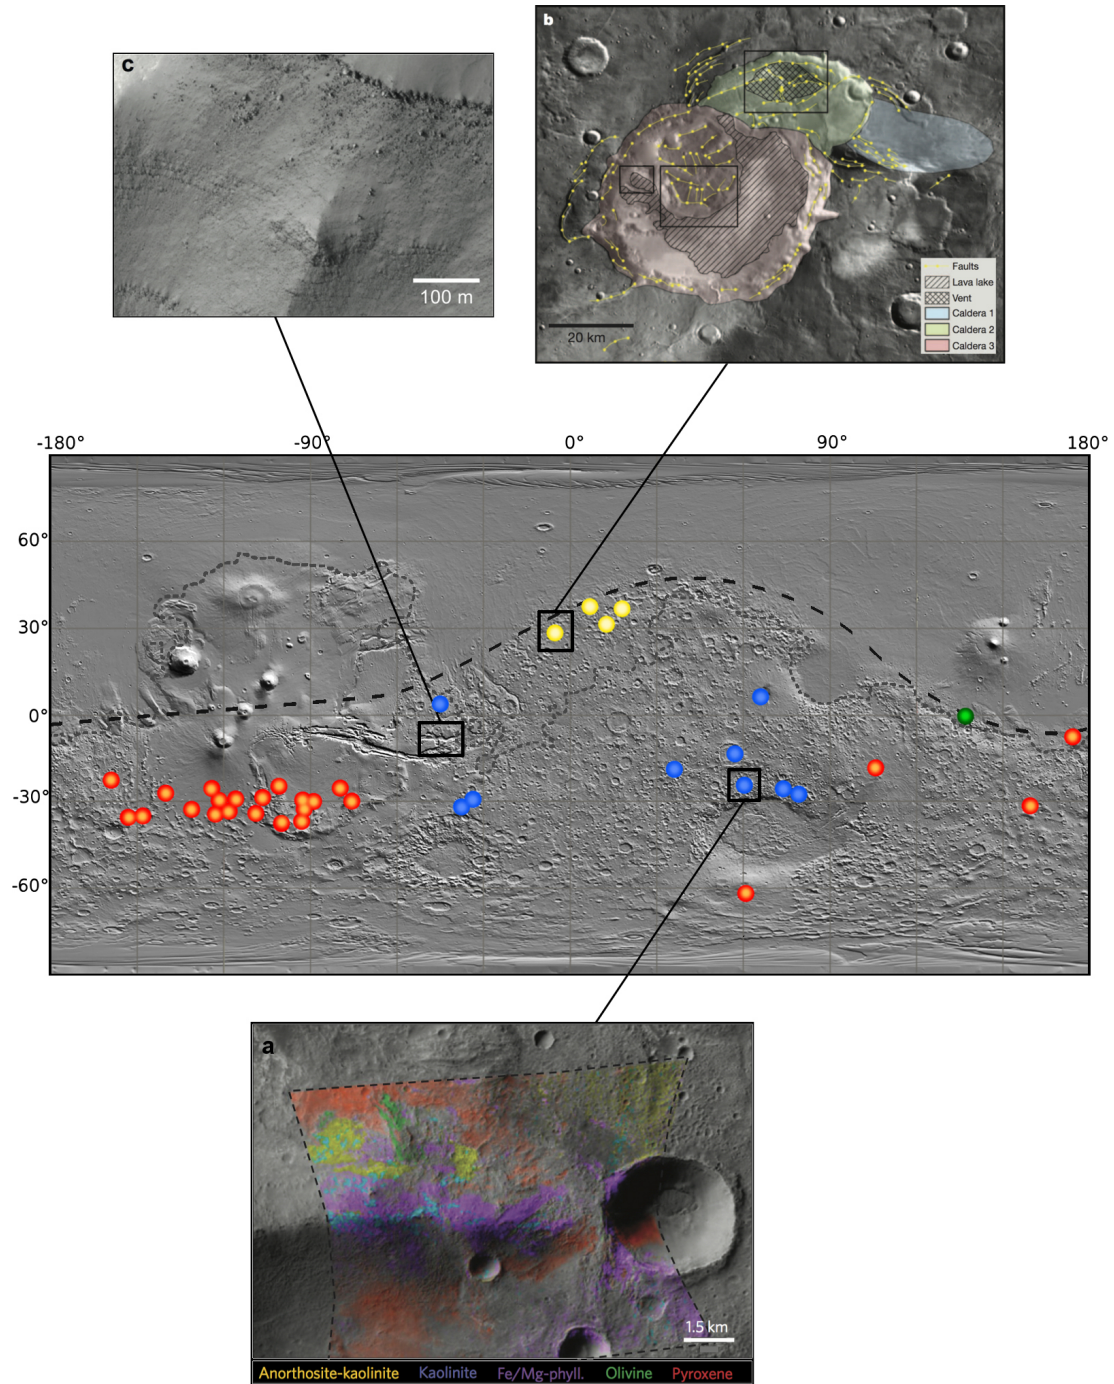 c
100 m
b
Faults
Lava lake
Vent
Caldera 1
Caldera 2
Caldera 3
20 km
-180° -90° 0° 90° 180°
60°
30°
0°
-30°
-60°
a
1.5 km
Anorthosite-kaolinite Kaolinite Fe/Mg-phyll. Olivine Pyroxene